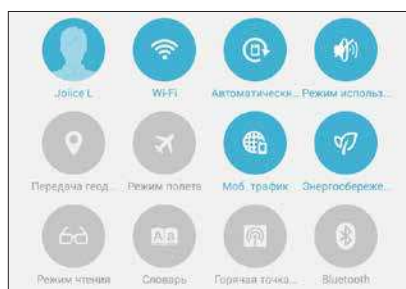 Jolice L
Wi-Fi
Автоматическ...
Режим использ...
Передача геод...
Режим полета
Моб. трафик
Энергосбереже...
Режим чтения
Словарь
Aa
Горячая точка...
Bluetooth